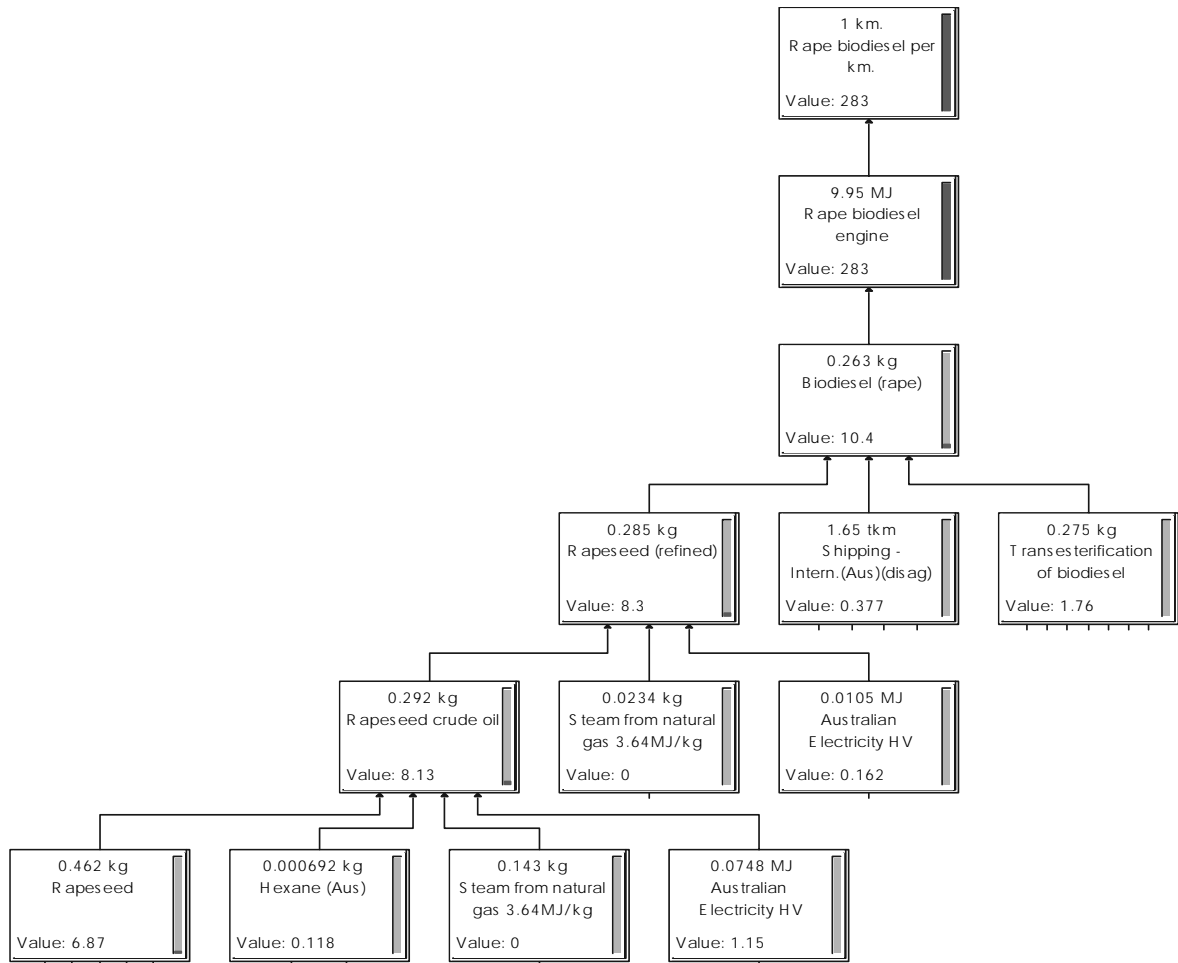 1 km.
Rape biodiesel per
km.
Value: 283
9.95 MJ
Rape biodiesel
engine
Value: 283
0.263 kg
Biodiesel (rape)
Value: 10.4
0.285 kg
Rapeseed (refined)
Value: 8.3
1.65 tkm
Shipping -
Intern.(Aus)(disag)
Value: 0.377
0.275 kg
Transesterification
of biodiesel
Value: 1.76
0.292 kg
Rapeseed crude oil
Value: 8.13
0.0234 kg
Steam from natural
gas 3.64MJ/kg
Value: 0
0.0105 MJ
Australian
Electricity HV
Value: 0.162
0.462 kg
Rapeseed
Value: 6.87
0.000692 kg
Hexane (Aus)
Value: 0.118
0.143 kg
Steam from natural
gas 3.64MJ/kg
Value: 0
0.0748 MJ
Australian
Electricity HV
Value: 1.15